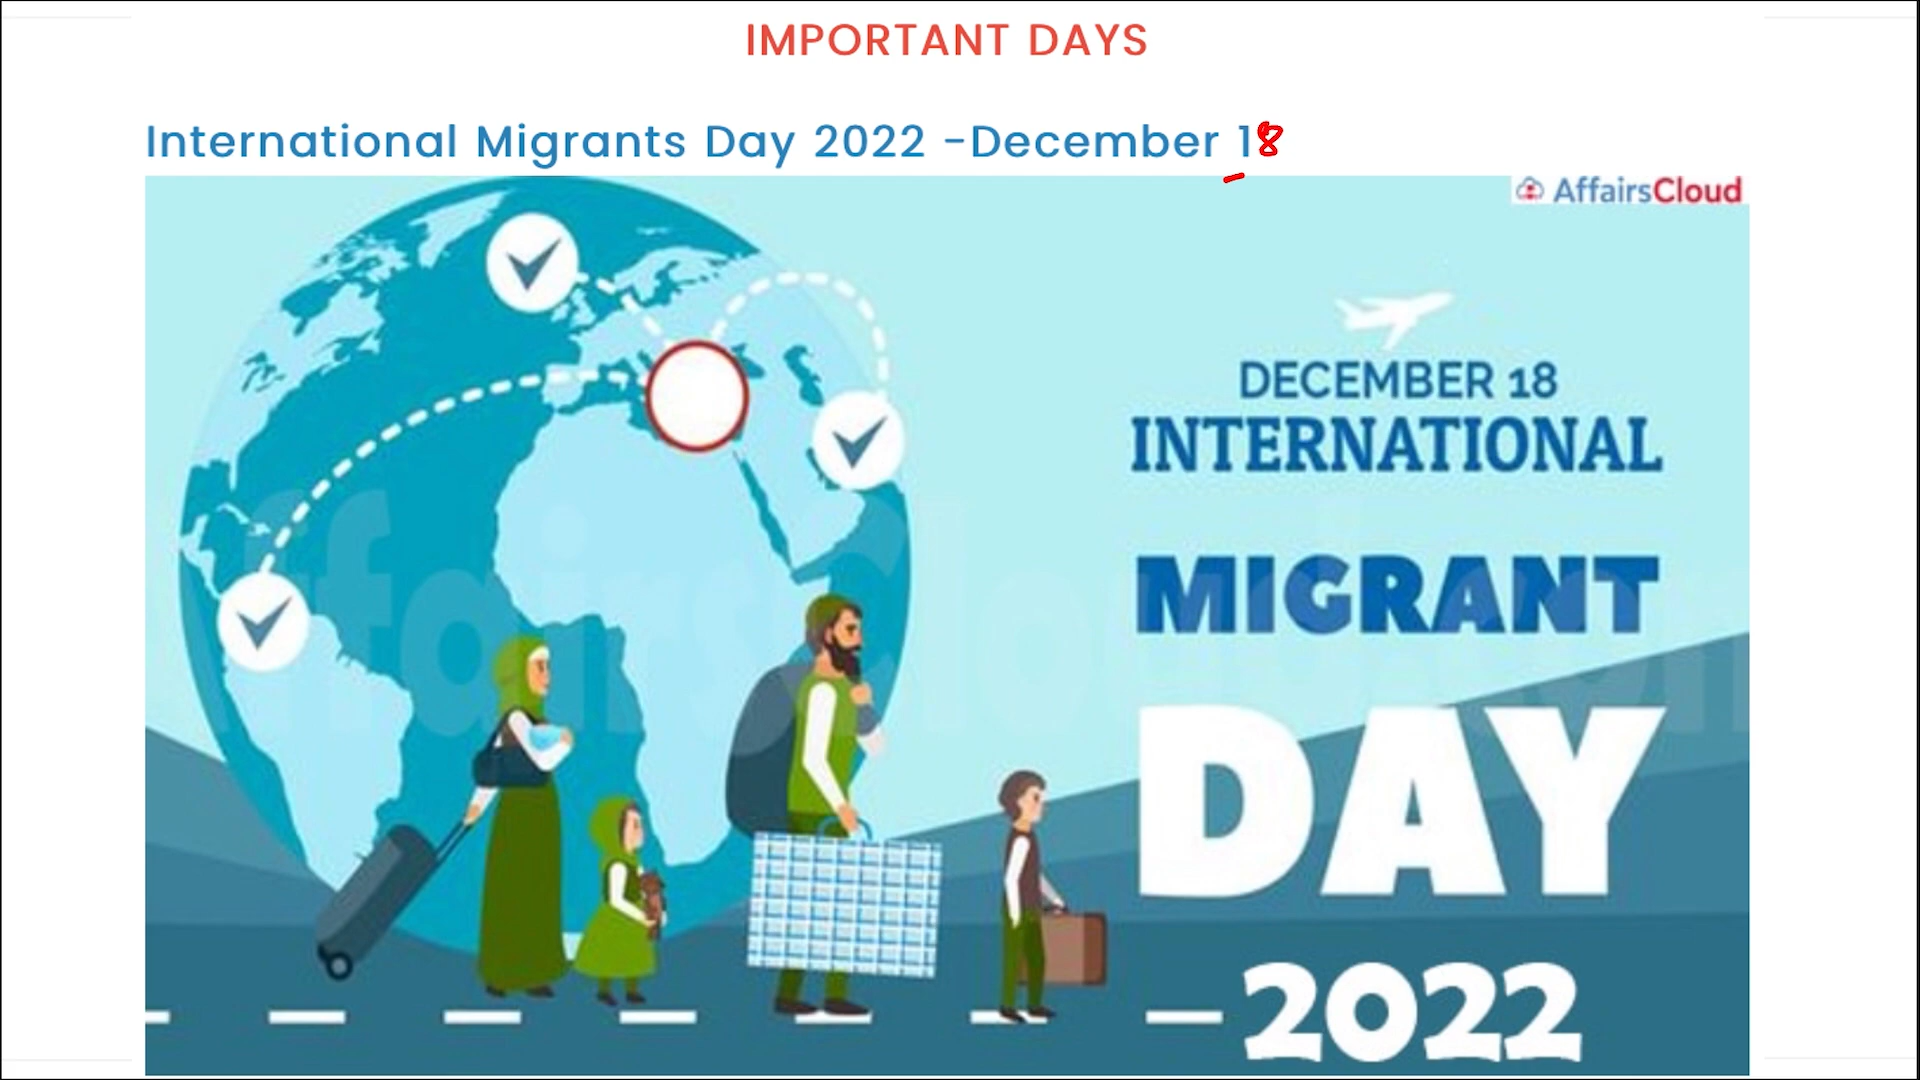 IMPORTANT DAYS
International Migrants Day 2022 -December 18
AffairsCloud
DECEMBER 18
INTERNATIONAL
MIGRANT
DAY
2022